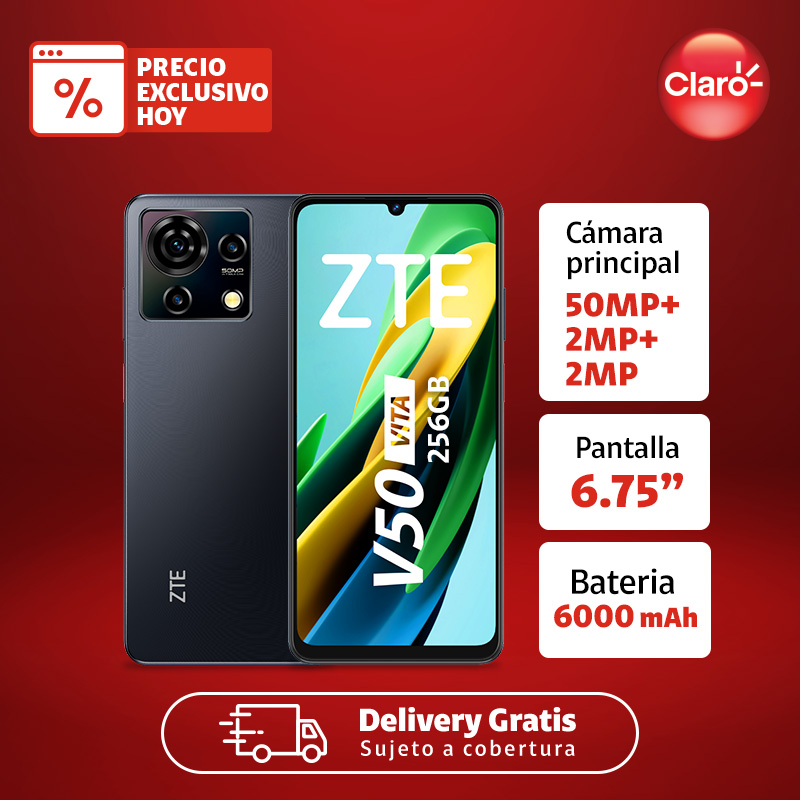 PRECIO
EXCLUSIVO
HOY
%
Claro
ZTE
V50 VITA
256GB
50MP
ZTE
Cámara
principal
50MP+
2MP+
2MP
Pantalla
6.75”
Bateria
6000 mAh
Delivery Gratis
Sujeto a cobertura